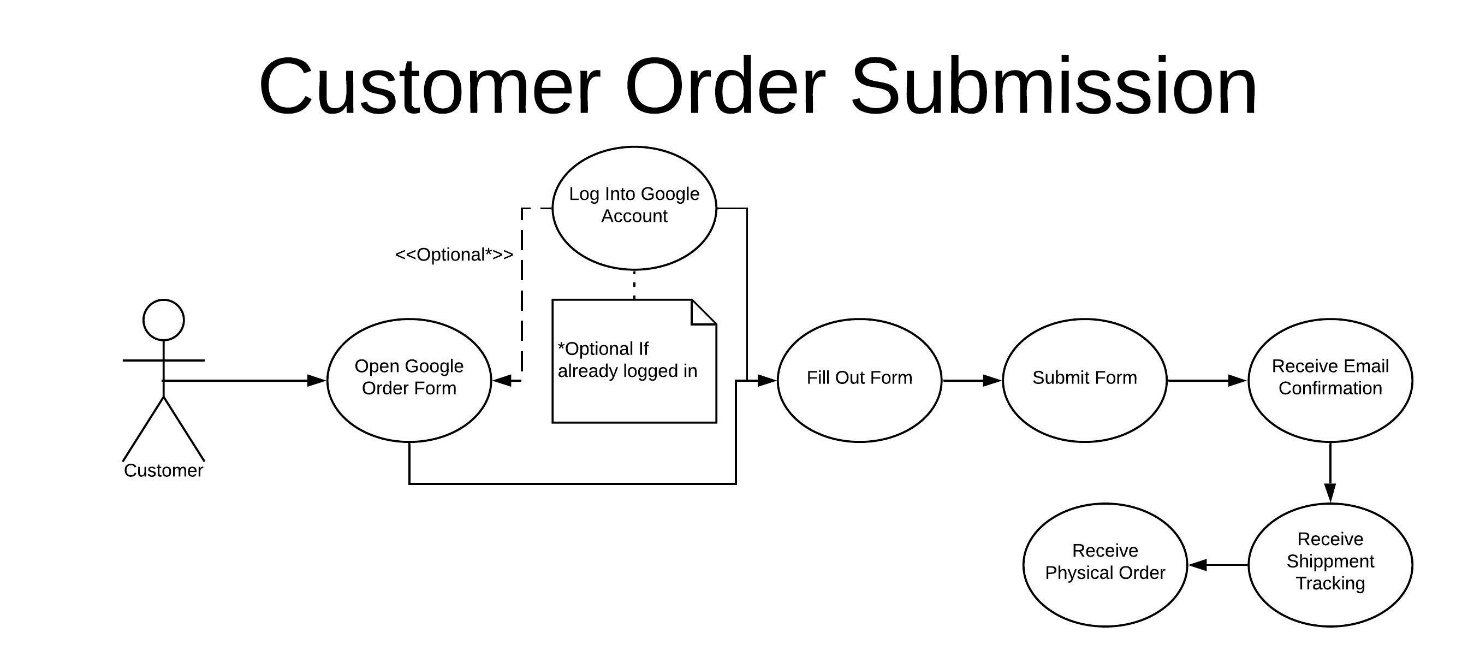 Customer Order Submission
Log Into Google
Account
<<Optional*>>
*Optional If
already logged in
Customer
Open Google
Order Form
Fill Out Form
Submit Form
Receive Email
Confirmation
Receive
Shippment
Tracking
Receive
Physical Order